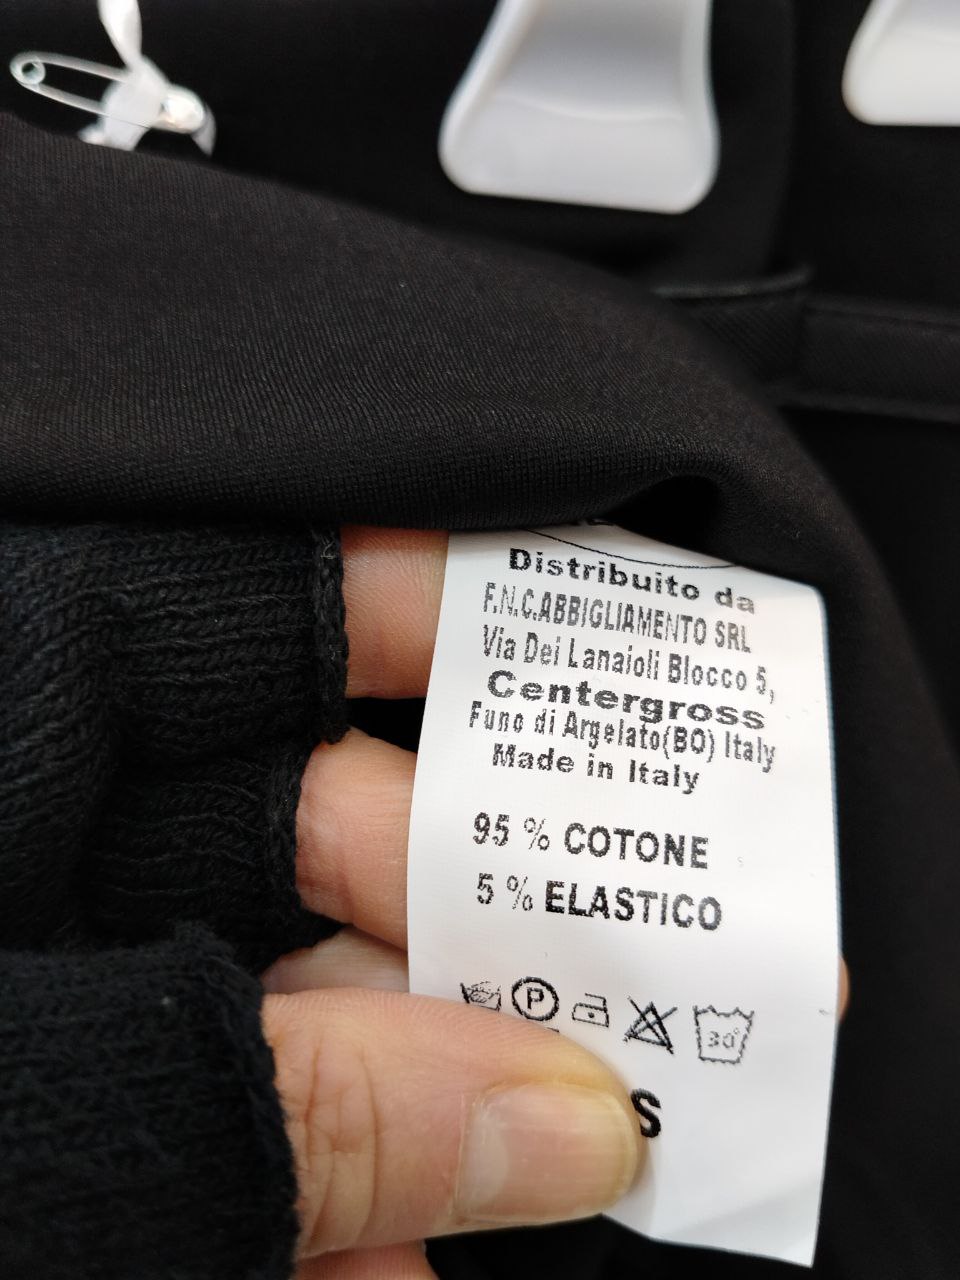 Distribuito da
F.N.C.ABBIGLIAMENTO SRL
Via Dei Lanaioli Blocco 5,
Centergross
Funo di Argelato(BO) Italy
Made in Italy
95 % COTONE
5 % ELASTICO
P
30°
S